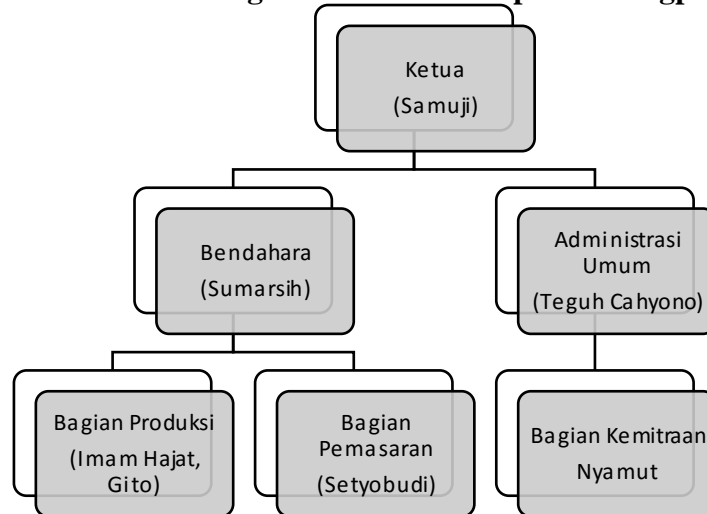 Ketua
(Samuji)
Bendahara
(Sumarsih)
Administrasi
Umum
(Teguh Cahyono)
Bagian Produksi
(Imam Hajat,
Gito)
Bagian
Pemasaran
(Setyobudi)
Bagian Kemitraan
Nyamut